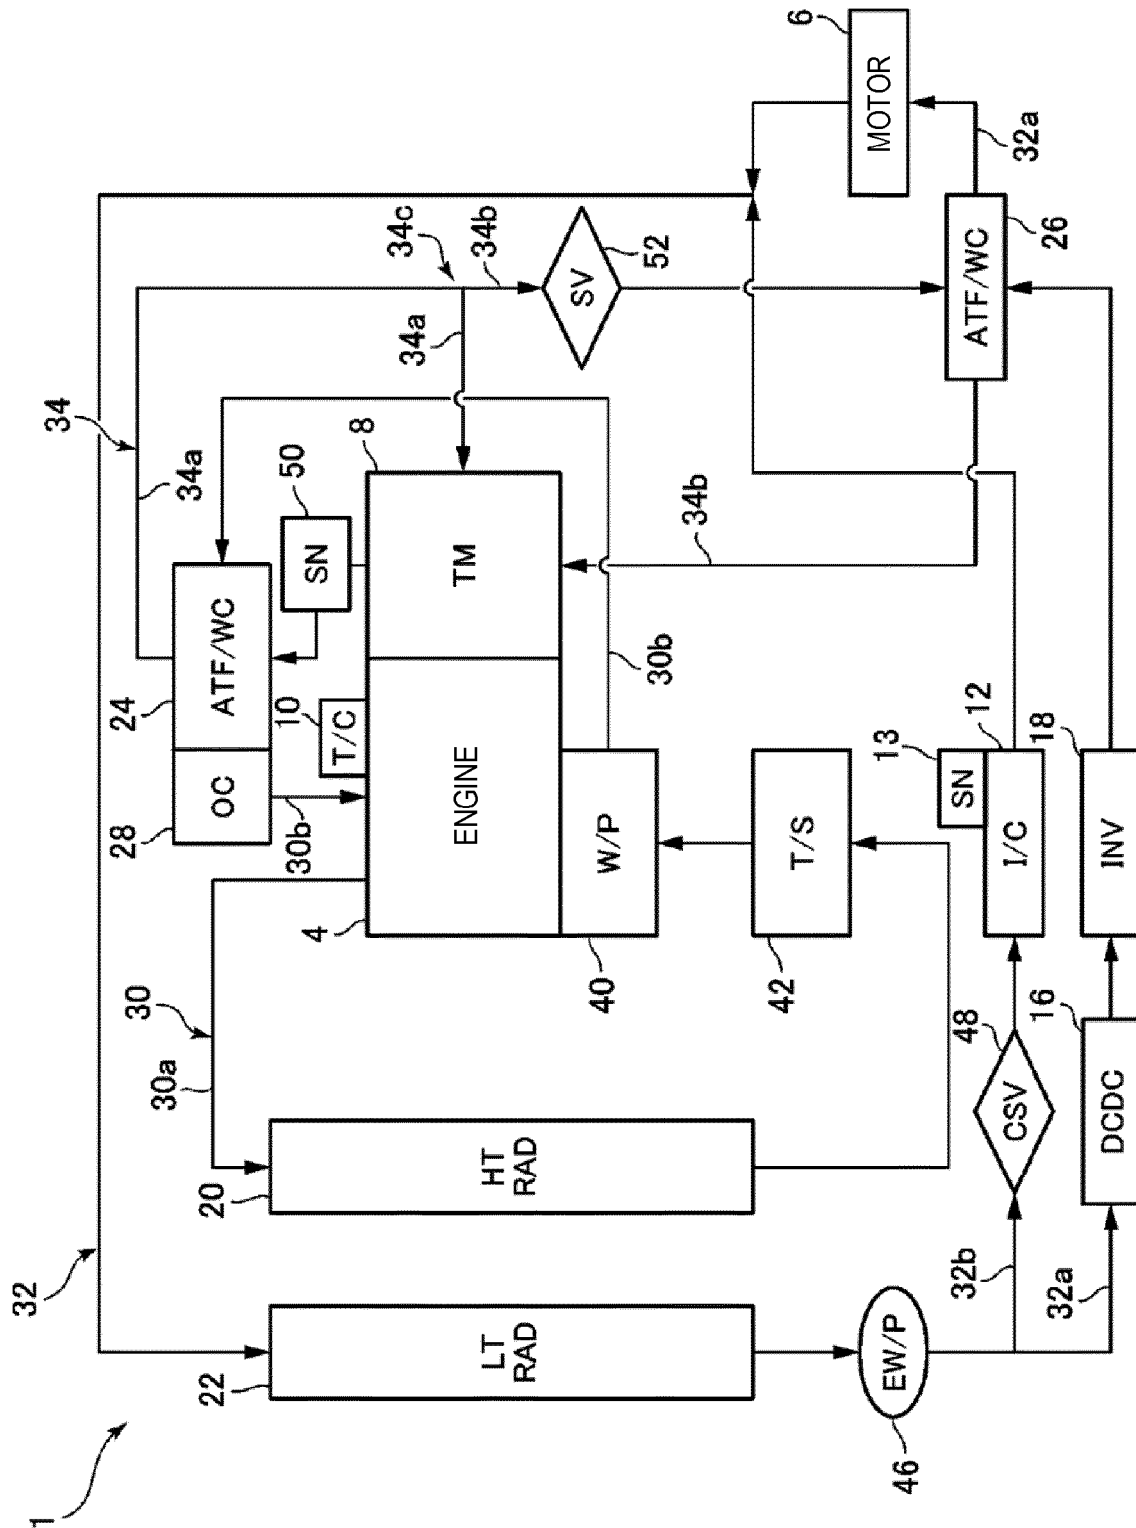 1
32
34
30
28
24
30a
34a
22
20
OC
ATF/WC
30b
10
50
4
T/C
SN
8
34c
34a
34b
LT
RAD
HT
RAD
ENGINE
TM
SV
52
40
W/P
30b
34b
42
T/S
6
MOTOR
46
EW/P
13
SN
32b
48
12
CSV
I/C
ATF/WC
32a
26
32a
16
18
DCDC
INV